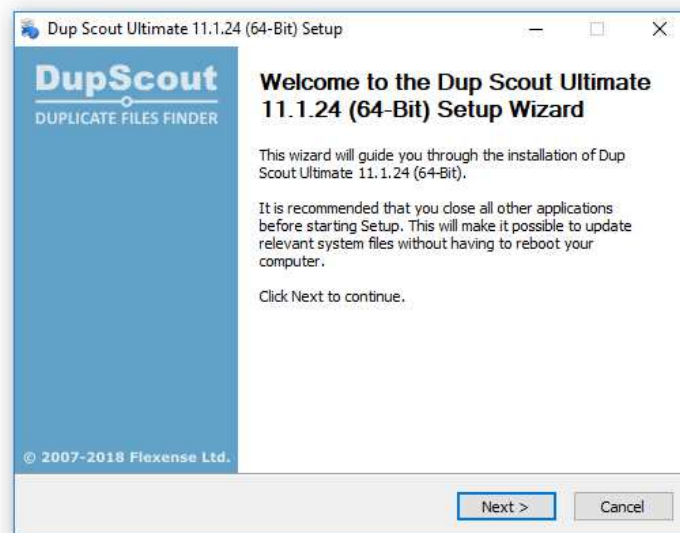 Dup Scout Ultimate 11.1.24 (64-Bit) Setup
DupScout
DUPLICATE FILES FINDER
Welcome to the Dup Scout Ultimate
11.1.24 (64-Bit) Setup Wizard
This wizard will guide you through the installation of Dup
Scout Ultimate 11.1.24 (64-Bit).
It is recommended that you close all other applications
before starting Setup. This will make it possible to update
relevant system files without having to reboot your
computer.
Click Next to continue.
© 2007-2018 Flexense Ltd.
Next >
Cancel